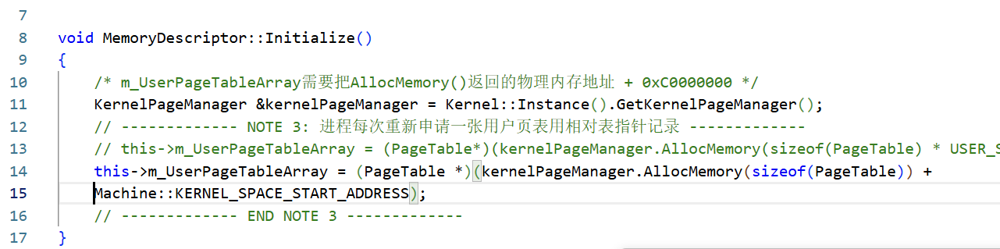 7
8 void MemoryDescriptor::Initialize()
9 {
10 /* m_UserPageTableArray需要把AllocMemory()返回的物理内存地址 + 0xC0000000 */
11 KernelPageManager &kernelPageManager = Kernel::Instance().GetKernelPageManager();
12 // ------------- NOTE 3: 进程每次重新申请一张用户页表用相对表指针记录 -------------
13 // this->m_UserPageTableArray = (PageTable*)(kernelPageManager.AllocMemory(sizeof(PageTable) * USER_S
14 this->m_UserPageTableArray = (PageTable *)(kernelPageManager.AllocMemory(sizeof(PageTable)) +
15 Machine::KERNEL_SPACE_START_ADDRESS);
16 // ------------- END NOTE 3 -------------
17 }